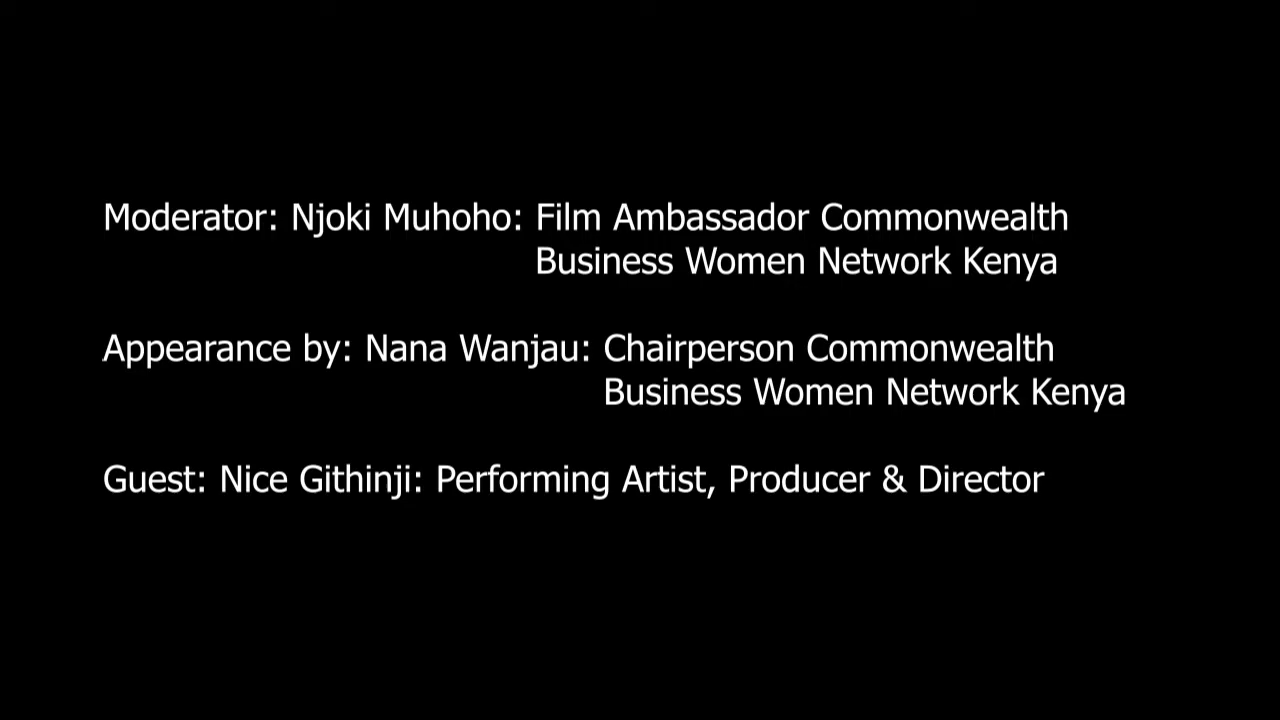 Moderator: Njoki Muhoho: Film Ambassador Commonwealth
Business Women Network Kenya
Appearance by: Nana Wanjau: Chairperson Commonwealth
Business Women Network Kenya
Guest: Nice Githinji: Performing Artist, Producer & Director